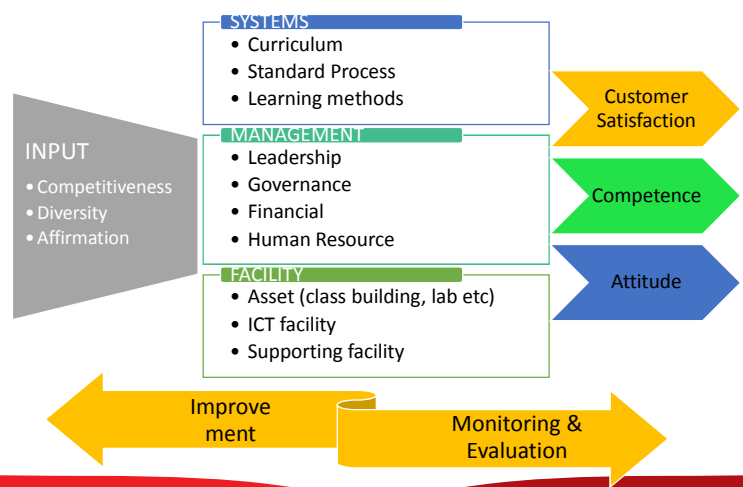 SYSTEMS
• Curriculum
• Standard Process
• Learning methods
INPUT
• Competitiveness
• Diversity
• Affirmation
MANAGEMENT
• Leadership
• Governance
• Financial
• Human Resource
FACILITY
• Asset (class building, lab etc)
• ICT facility
• Supporting facility
Customer
Satisfaction
Competence
Attitude
Improve
ment
Monitoring &
Evaluation